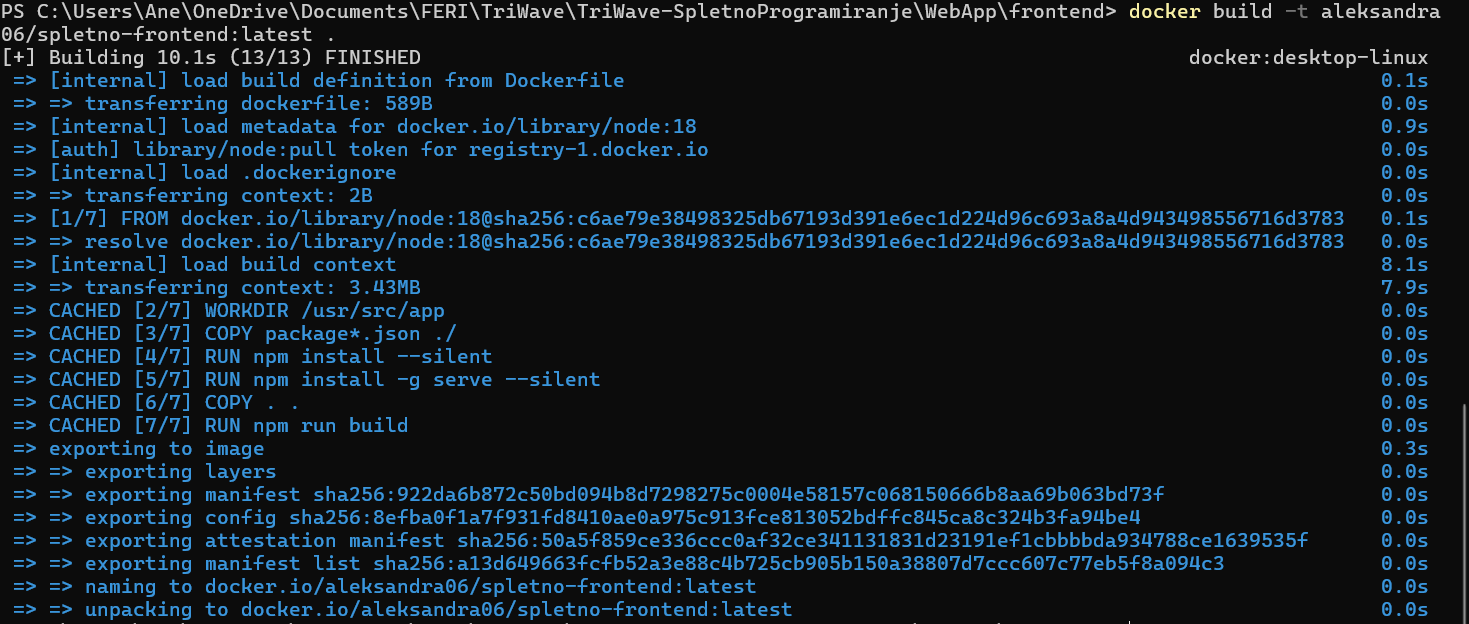 PS C:\Users\Ane\OneDrive\Documents\FERI\TriWave\TriWave-SpletnoProgramiranje\WebApp\frontend> docker build -t aleksandra
06/spletno-frontend:latest .
[+] Building 10.1s (13/13) FINISHED docker:desktop-linux
=> [internal] load build definition from Dockerfile 0.1s
=> => transferring dockerfile: 589B 0.0s
=> [internal] load metadata for docker.io/library/node:18 0.9s
=> [auth] library/node:pull token for registry-1.docker.io 0.0s
=> [internal] load .dockerignore 0.0s
=> => transferring context: 2B 0.0s
=> [1/7] FROM docker.io/library/node:18@sha256:c6ae79e38498325db67193d391e6ec1d224d96c693a8a4d943498556716d3783 0.1s
=> => resolve docker.io/library/node:18@sha256:c6ae79e38498325db67193d391e6ec1d224d96c693a8a4d943498556716d3783 0.0s
=> [internal] load build context 8.1s
=> => transferring context: 3.43MB 7.9s
=> CACHED [2/7] WORKDIR /usr/src/app 0.0s
=> CACHED [3/7] COPY package*.json ./ 0.0s
=> CACHED [4/7] RUN npm install --silent 0.0s
=> CACHED [5/7] RUN npm install -g serve --silent 0.0s
=> CACHED [6/7] COPY . . 0.0s
=> CACHED [7/7] RUN npm run build 0.0s
=> exporting to image 0.3s
=> => exporting layers 0.0s
=> => exporting manifest sha256:922da6b872c50bd094b8d7298275c0004e58157c068150666b8aa69b063bd73f 0.0s
=> => exporting config sha256:8efba0f1a7f931fd8410ae0a975c913fce813052bdffc845ca8c324b3fa94be4 0.0s
=> => exporting attestation manifest sha256:50a5f859ce336ccc0af32ce341131831d23191ef1cbbbbda934788ce1639535f 0.0s
=> => exporting manifest list sha256:a13d649663fcfb52a3e88c4b725cb905b150a38807d7ccc607c77eb5f8a094c3 0.0s
=> => naming to docker.io/aleksandra06/spletno-frontend:latest 0.0s
=> => unpacking to docker.io/aleksandra06/spletno-frontend:latest 0.0s